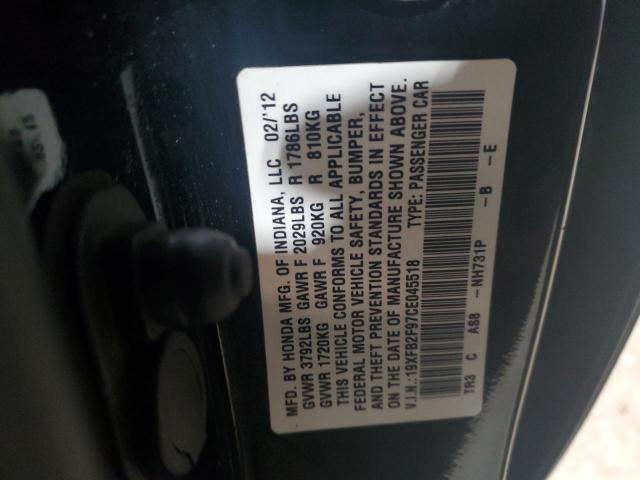 MFD. BY HONDA MFG. OF INDIANA, LLC 02/'12
GVWR 3792LBS GAWR F 2029LBS R 1786LBS
GVWR 1720KG GAWR F 920KG R 810KG
THIS VEHICLE CONFORMS TO ALL APPLICABLE
FEDERAL MOTOR VEHICLE SAFETY, BUMPER,
AND THEFT PREVENTION STANDARDS IN EFFECT
ON THE DATE OF MANUFACTURE SHOWN ABOVE.
V.I.N.:19XFB2F97CE045518 TYPE: PASSENGER CAR
TR3 C AS8 -NH731P -B -E